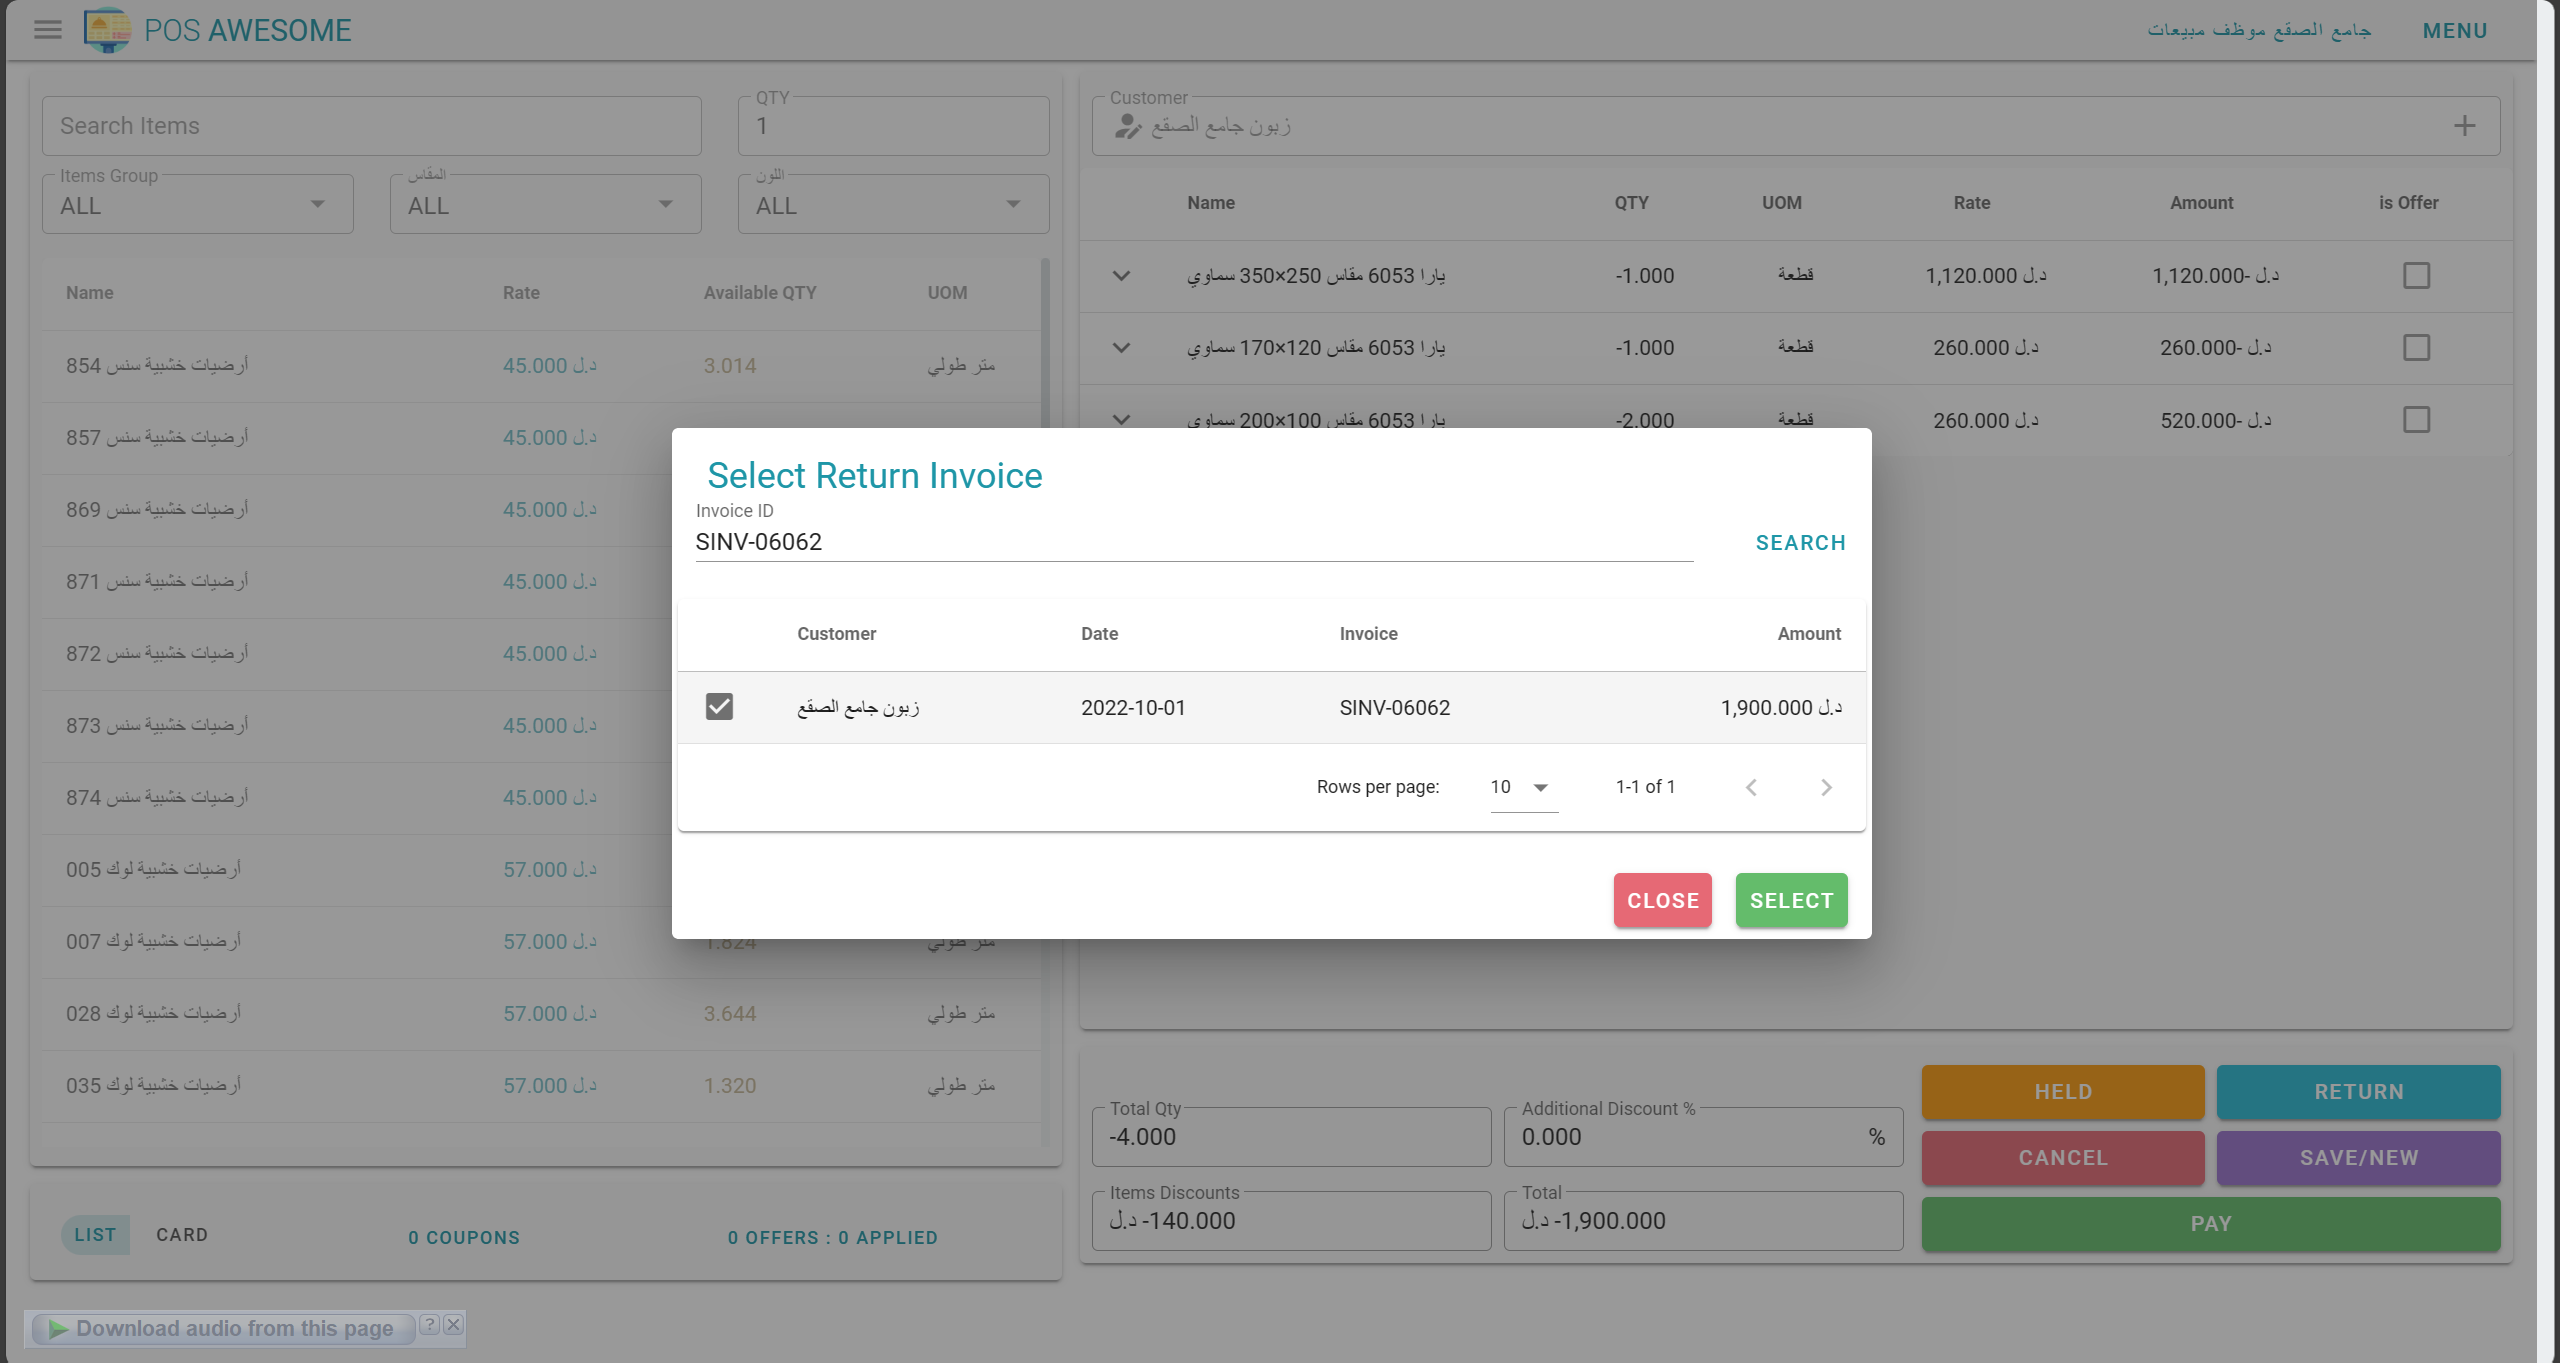 POS AWESOME
جامع الصقع موظف مبيعات
MENU
Search Items
QTY
1
Items Group
ALL
المقاس
ALL
اللون
ALL
Name Rate Available QTY UOM
أرضيات خشبية سنس 854 45.000 د.ل 3.014 متر طولي
أرضيات خشبية سنس 857 45.000 د.ل
أرضيات خشبية سنس 869 45.000 د.ل
أرضيات خشبية سنس 871 45.000 د.ل
أرضيات خشبية سنس 872 45.000 د.ل
أرضيات خشبية سنس 873 45.000 د.ل
أرضيات خشبية سنس 874 45.000 د.ل
أرضيات خشبية لوك 005 57.000 د.ل
أرضيات خشبية لوك 007 57.000 د.ل 1.824 متر طولي
أرضيات خشبية لوك 028 57.000 د.ل 3.644 متر طولي
أرضيات خشبية لوك 035 57.000 د.ل 1.320 متر طولي
LIST CARD 0 COUPONS 0 OFFERS : 0 APPLIED
Customer
زبون جامع الصقع
Name QTY UOM Rate Amount is Offer
يارا 6053 مقاس 250×350 سماوي -1.000 قطعة 1,120.000 د.ل 1,120.000- د.ل
يارا 6053 مقاس 120×170 سماوي -1.000 قطعة 260.000 د.ل 260.000- د.ل
يارا 6053 مقاس 100×200 سماوي -2.000 قطعة 260.000 د.ل 520.000- د.ل
Select Return Invoice
Invoice ID
SINV-06062
SEARCH
Customer Date Invoice Amount
زبون جامع الصقع 2022-10-01 SINV-06062 1,900.000 د.ل
Rows per page: 10 1-1 of 1
CLOSE SELECT
Total Qty
-4.000
Additional Discount %
0.000 %
Items Discounts
د.ل -140.000
Total
د.ل -1,900.000
HELD RETURN
CANCEL SAVE/NEW
PAY
Download audio from this page ?